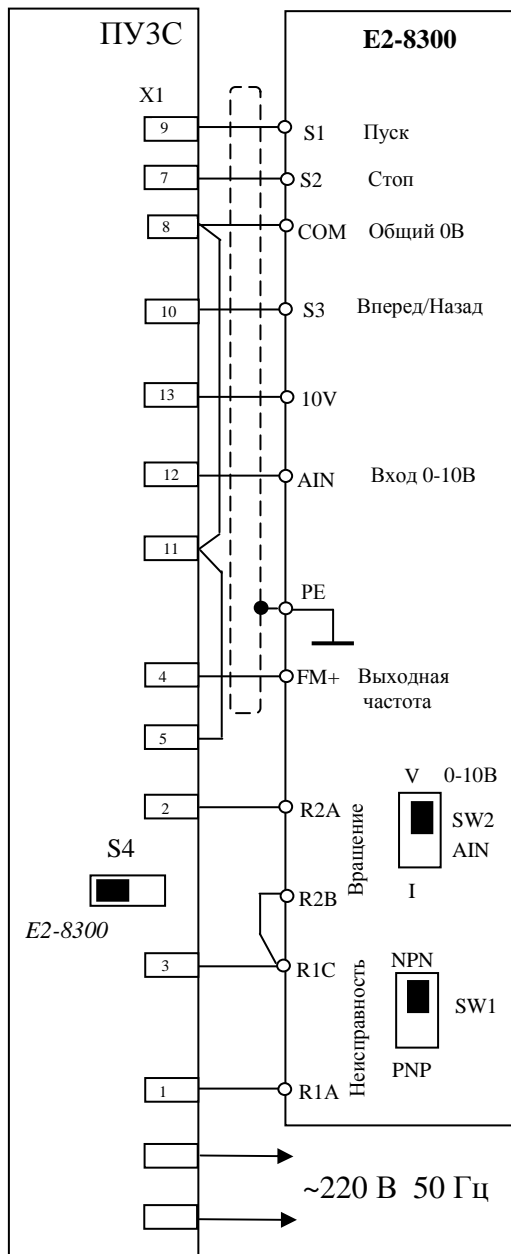 ПУ3С
E2-8300
X1
9
S1
Пуск
7
S2
Стоп
8
COM
Общий 0В
10
S3
Вперед/Назад
13
10V
12
AIN
Вход 0-10В
11
PE
4
FM+
Выходная
частота
5
V
0-10В
2
R2A
Вращение
SW2
AIN
S4
R2B
I
E2-8300
3
R1C
NPN
Неисправность
SW1
PNP
1
R1A
~220 В 50 Гц